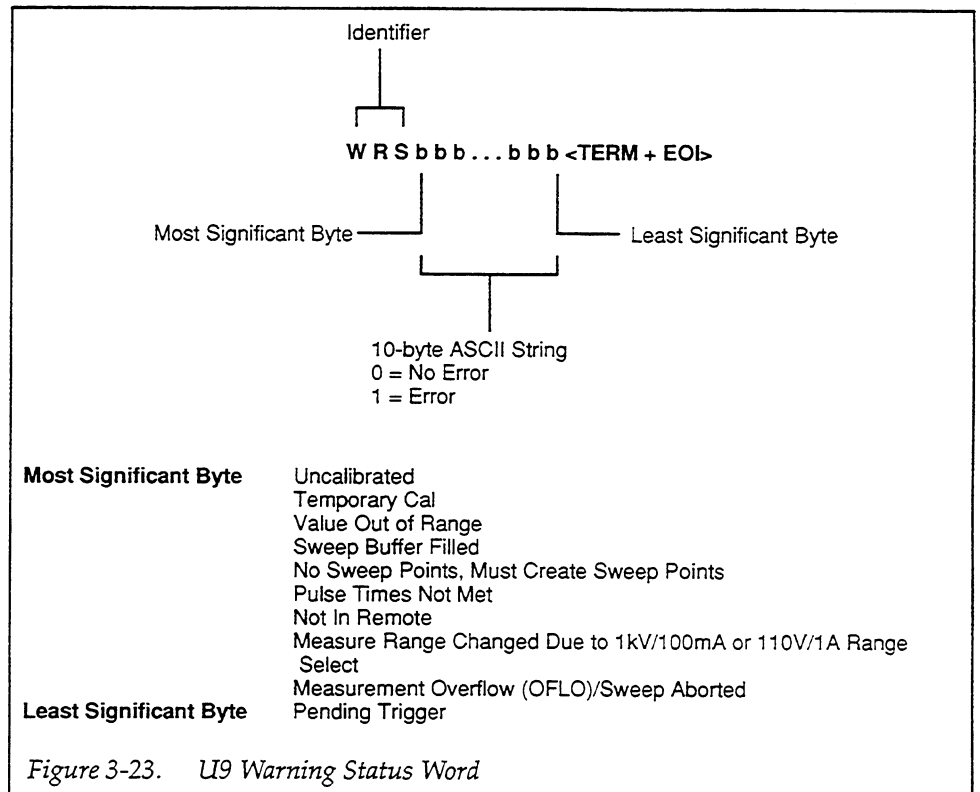 Identifier
W R S b b b . . . b b b <TERM + EOI>
Most Significant Byte
Least Significant Byte
10-byte ASCII String
0 = No Error
1 = Error
Most Significant Byte Uncalibrated
Temporary Cal
Value Out of Range
Sweep Buffer Filled
No Sweep Points, Must Create Sweep Points
Pulse Times Not Met
Not In Remote
Measure Range Changed Due to 1kV/100mA or 110V/1A Range
Select
Measurement Overflow (OFLO)/Sweep Aborted
Least Significant Byte Pending Trigger
Figure 3-23. U9 Warning Status Word